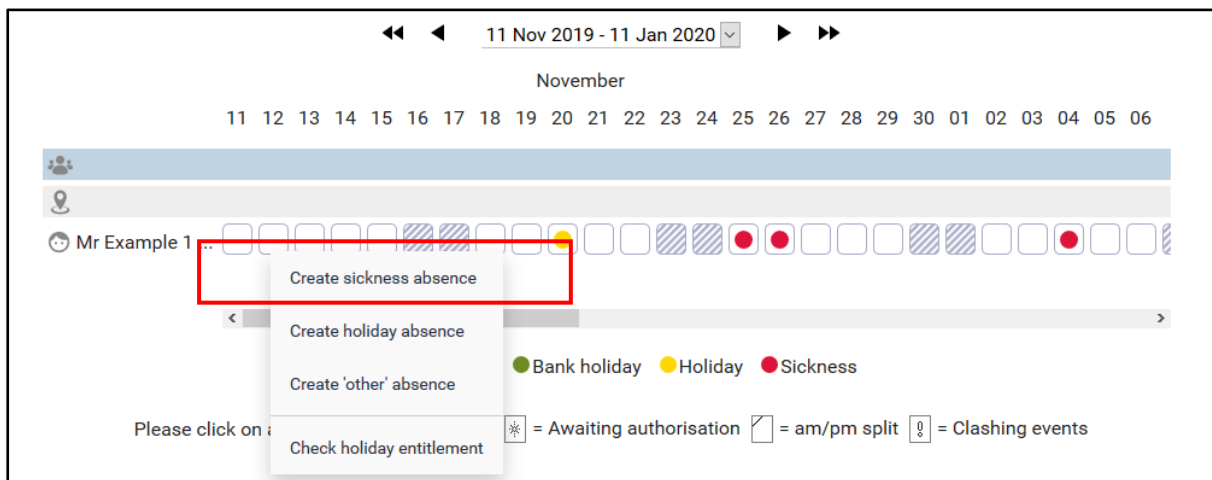 11 Nov 2019 - 11 Jan 2020
November
11 12 13 14 15 16 17 18 19 20 21 22 23 24 25 26 27 28 29 30 01 02 03 04 05 06
Mr Example 1 ...
Create sickness absence
Create holiday absence
Create 'other' absence
Check holiday entitlement
Bank holiday Holiday Sickness
Please click on a = Awaiting authorisation = am/pm split = Clashing events